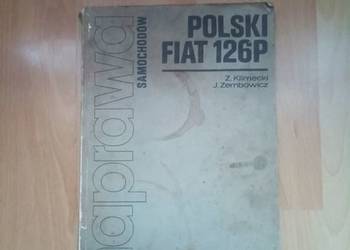 naprawa
SAMOCHODÓW
POLSKI
FIAT 126P
Z. Klimecki
J. Zembowicz